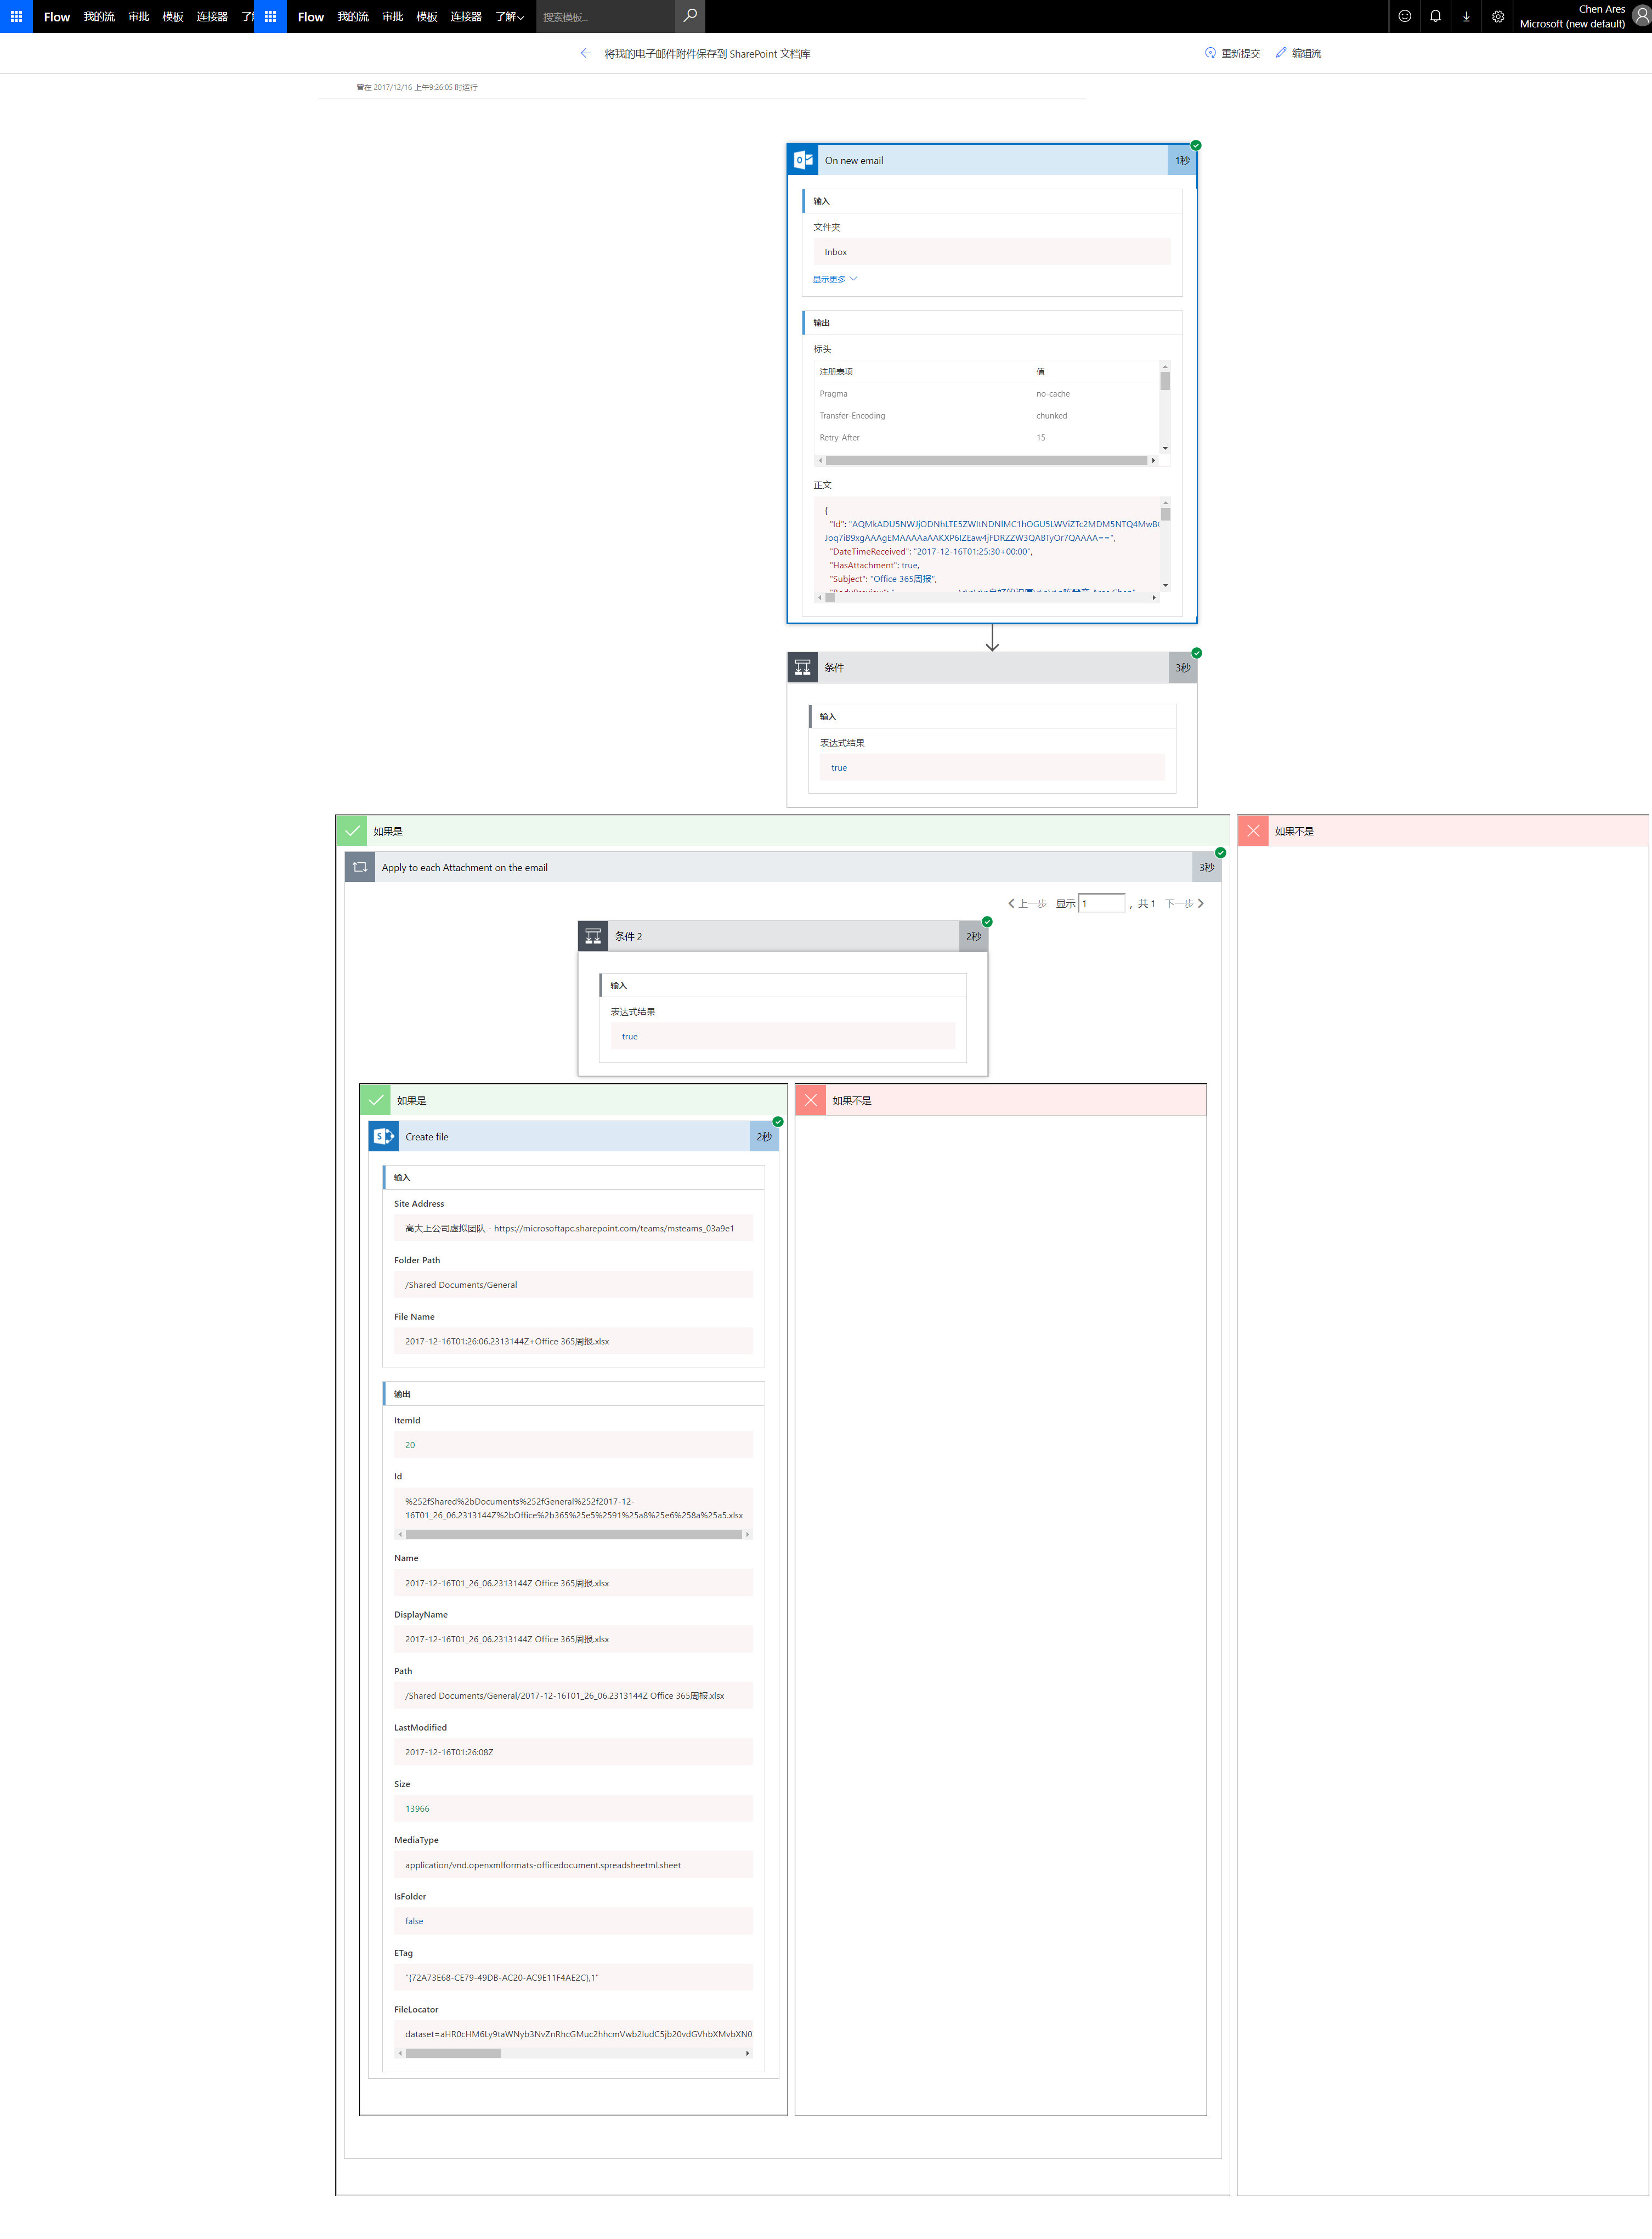 Flow 我的流 审批 模板 连接器 Flow 我的流 审批 模板 连接器 了解 搜索模板... Chen Ares
Microsoft (new default)
将我的电子邮件附件保存到 SharePoint 文档库 重新提交 编辑流
曾在 2017/12/16 上午9:26:05 时运行
On new email 1秒
输入
文件夹
Inbox
显示更多
输出
标头
注册表项 值
Pragma no-cache
Transfer-Encoding chunked
Retry-After 15
正文
{
"Id":
"DateTimeReceived": "2017-12-16T01:25:30+00:00",
"HasAttachment": true,
"Subject": "Office 365周报",
条件 3秒
输入
表达式结果
true
如果是 如果不是
Apply to each Attachment on the email 3秒
上一步 显示 1 , 共 1 下一步
条件 2 2秒
输入
表达式结果
true
如果是 如果不是
Create file 2秒
输入
Site Address
高大上公司虚拟团队 - https://microsoftapc.sharepoint.com/teams/msteams_03a9e1
Folder Path
/Shared Documents/General
File Name
2017-12-16T01:26:06.2313144Z+Office 365周报.xlsx
输出
ItemId
20
Id
%252fShared%2bDocuments%252fGeneral%252f2017-12-
16T01_26_06.2313144Z%2bOffice%2b365%25e5%2591%25a8%25e6%258a%25a5.xlsx
Name
2017-12-16T01_26_06.2313144Z Office 365周报.xlsx
DisplayName
2017-12-16T01_26_06.2313144Z Office 365周报.xlsx
Path
/Shared Documents/General/2017-12-16T01_26_06.2313144Z Office 365周报.xlsx
LastModified
2017-12-16T01:26:08Z
Size
13966
MediaType
application/vnd.openxmlformats-officedocument.spreadsheetml.sheet
IsFolder
false
ETag
"{72A73E68-CE79-49DB-AC20-AC9E11F4AE2C},1"
FileLocator